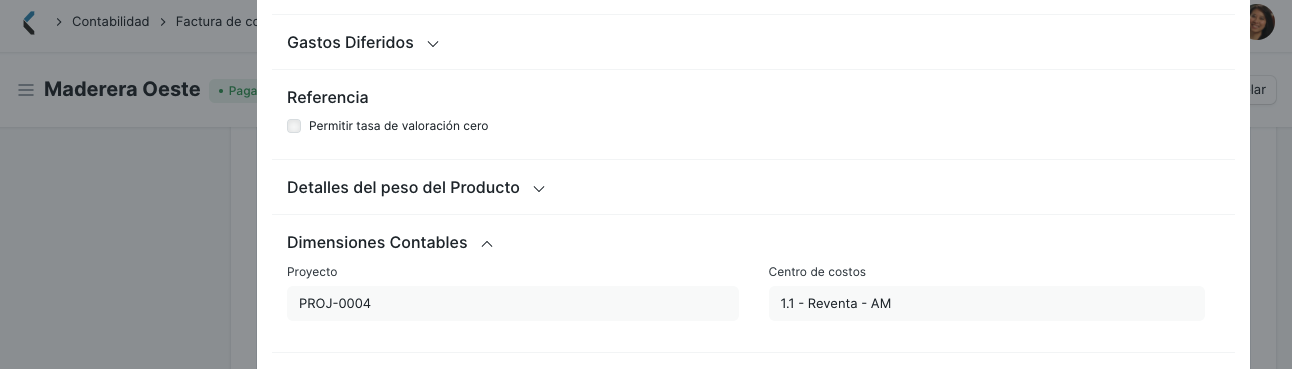 Contabilidad
Factura de co
Gastos Diferidos
Maderera Oeste
Paga
lar
Referencia
Permitir tasa de valoración cero
Detalles del peso del Producto
Dimensiones Contables
Proyecto
Centro de costos
PROJ-0004
1.1 - Reventa - AM